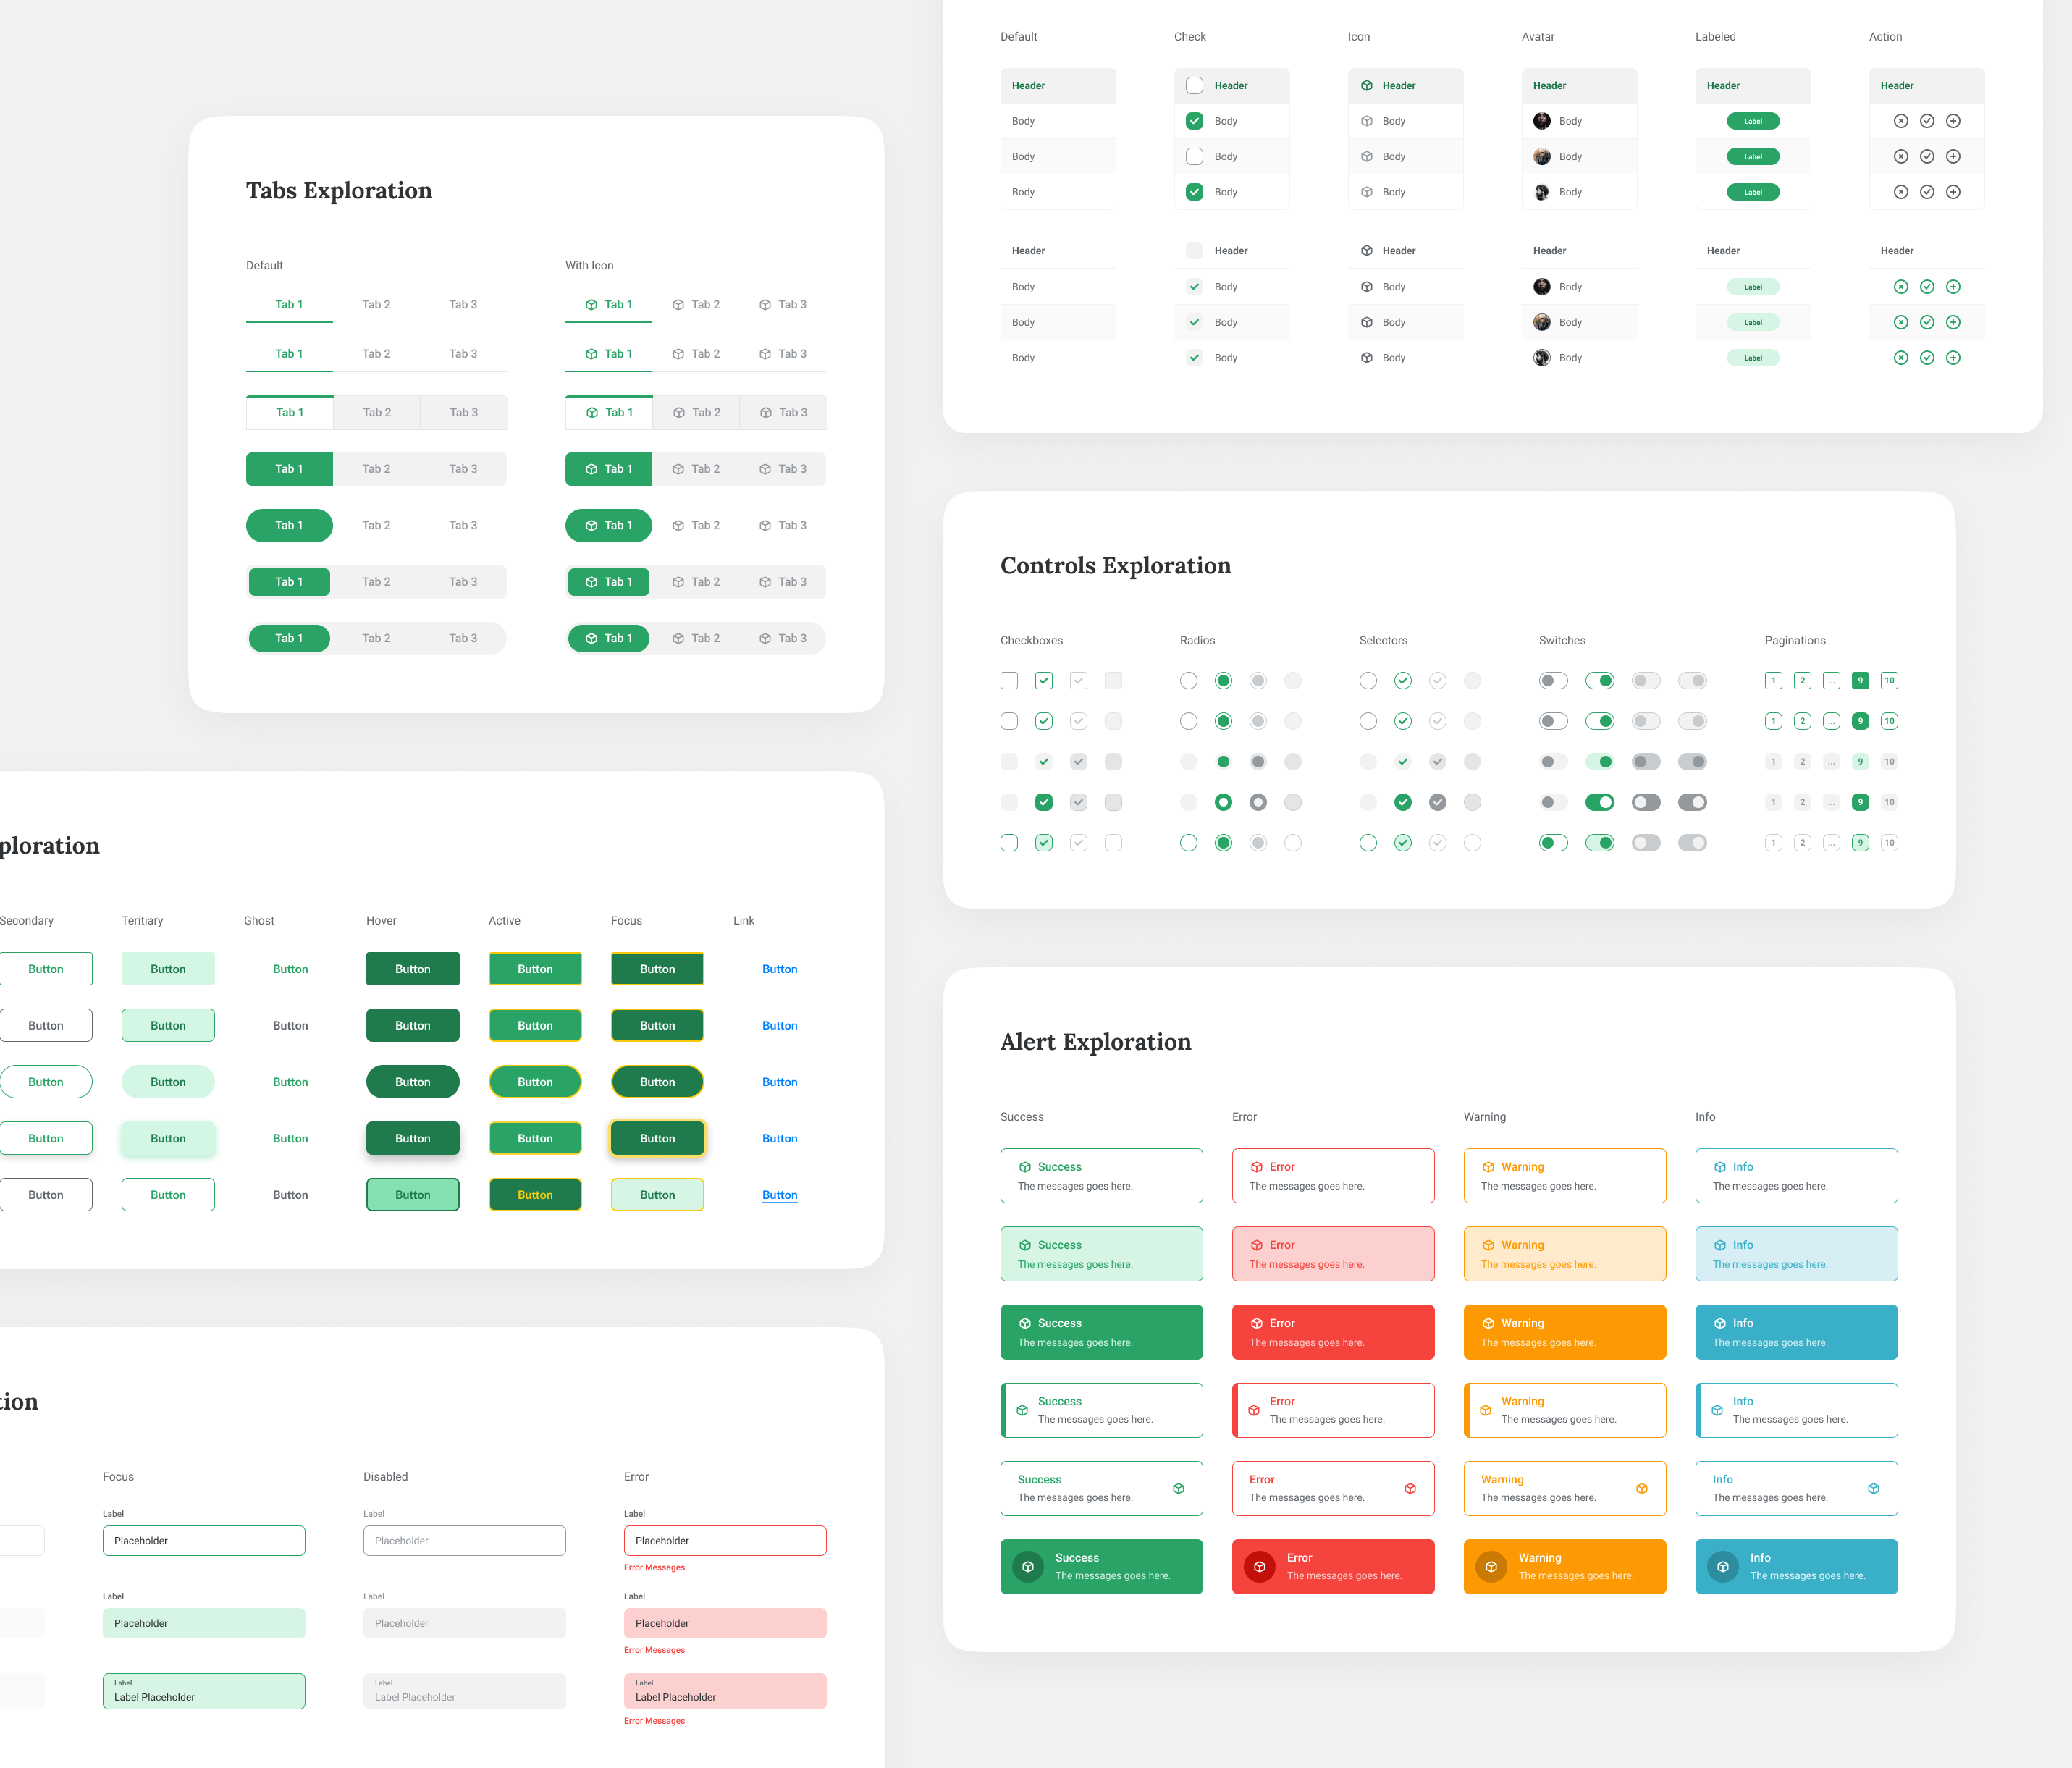 Tabs Exploration
Default With Icon
Tab 1 Tab 2 Tab 3 Tab 1 Tab 2 Tab 3
Tab 1 Tab 2 Tab 3 Tab 1 Tab 2 Tab 3
Tab 1 Tab 2 Tab 3 Tab 1 Tab 2 Tab 3
Tab 1 Tab 2 Tab 3 Tab 1 Tab 2 Tab 3
Tab 1 Tab 2 Tab 3 Tab 1 Tab 2 Tab 3
Tab 1 Tab 2 Tab 3 Tab 1 Tab 2 Tab 3
Tab 1 Tab 2 Tab 3 Tab 1 Tab 2 Tab 3
ploration
Secondary Teritiary Ghost Hover Active Focus Link
Button Button Button Button Button Button Button
Button Button Button Button Button Button Button
Button Button Button Button Button Button Button
Button Button Button Button Button Button Button
Button Button Button Button Button Button Button
tion
Focus Disabled Error
Label Label Label
Placeholder Placeholder Placeholder
Error Messages
Label Label Label
Placeholder Placeholder Placeholder
Error Messages
Label Label Label
Label Placeholder Label Placeholder Label Placeholder
Error Messages
Default Check Icon Avatar Labeled Action
Header Header Header Header Header Header
Body Body Body Body Label
Body Body Body Body Label
Body Body Body Body Label
Header Header Header Header Header Header
Body Body Body Body Label
Body Body Body Body Label
Body Body Body Body Label
Controls Exploration
Checkboxes Radios Selectors Switches Paginations
1 2 ... 9 10
1 2 ... 9 10
1 2 ... 9 10
1 2 ... 9 10
1 2 ... 9 10
Alert Exploration
Success Error Warning Info
Success Error Warning Info
The messages goes here. The messages goes here. The messages goes here. The messages goes here.
Success Error Warning Info
The messages goes here. The messages goes here. The messages goes here. The messages goes here.
Success Error Warning Info
The messages goes here. The messages goes here. The messages goes here. The messages goes here.
Success Error Warning Info
The messages goes here. The messages goes here. The messages goes here. The messages goes here.
Success Error Warning Info
The messages goes here. The messages goes here. The messages goes here. The messages goes here.
Success Error Warning Info
The messages goes here. The messages goes here. The messages goes here. The messages goes here.